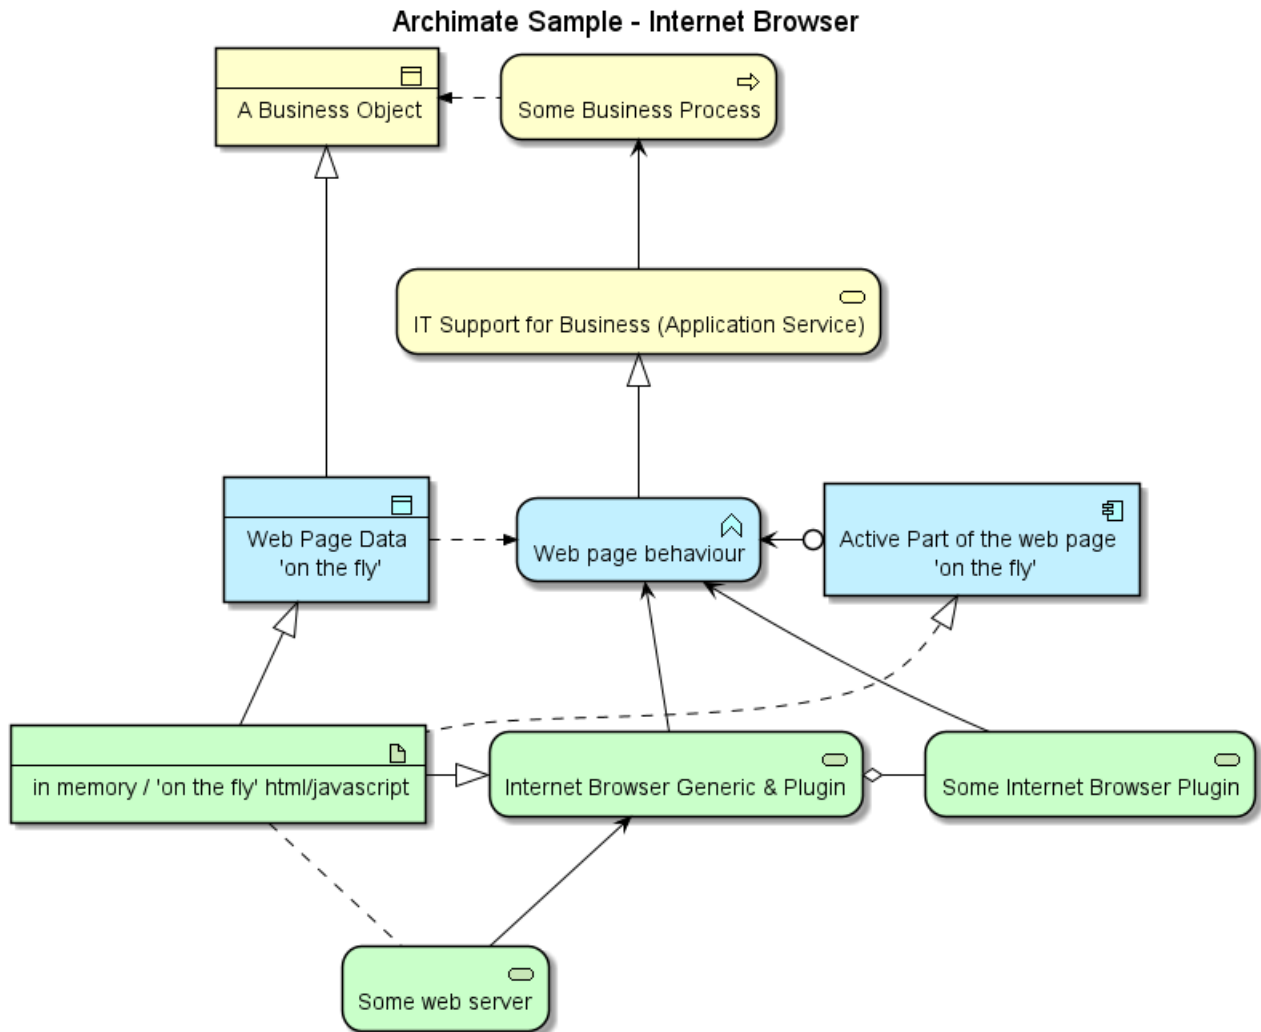 Archimate Sample - Internet Browser
A Business Object
Some Business Process
IT Support for Business (Application Service)
Web Page Data
'on the fly'
Web page behaviour
Active Part of the web page
'on the fly'
in memory / 'on the fly' html/javascript
Internet Browser Generic & Plugin
Some Internet Browser Plugin
Some web server